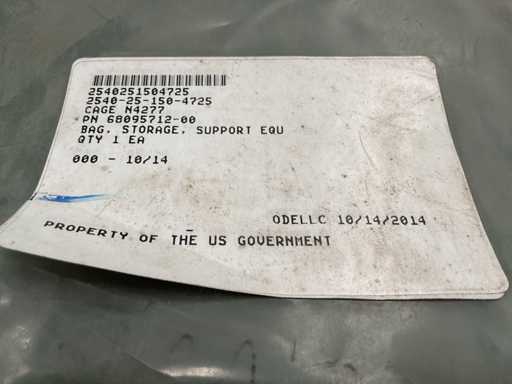 2540251504725
2540-25-150-4725
CAGE N4277
PN 68095712-00
BAG, STORAGE, SUPPORT EQU
QTY 1 EA
000 - 10/14
ODELLC 10/14/2014
PROPERTY OF THE US GOVERNMENT